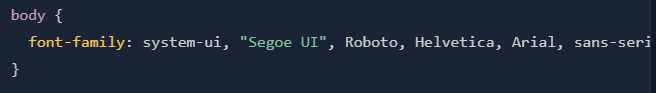 body {
  font-family: system-ui, "Segoe UI", Roboto, Helvetica, Arial, sans-seri
}